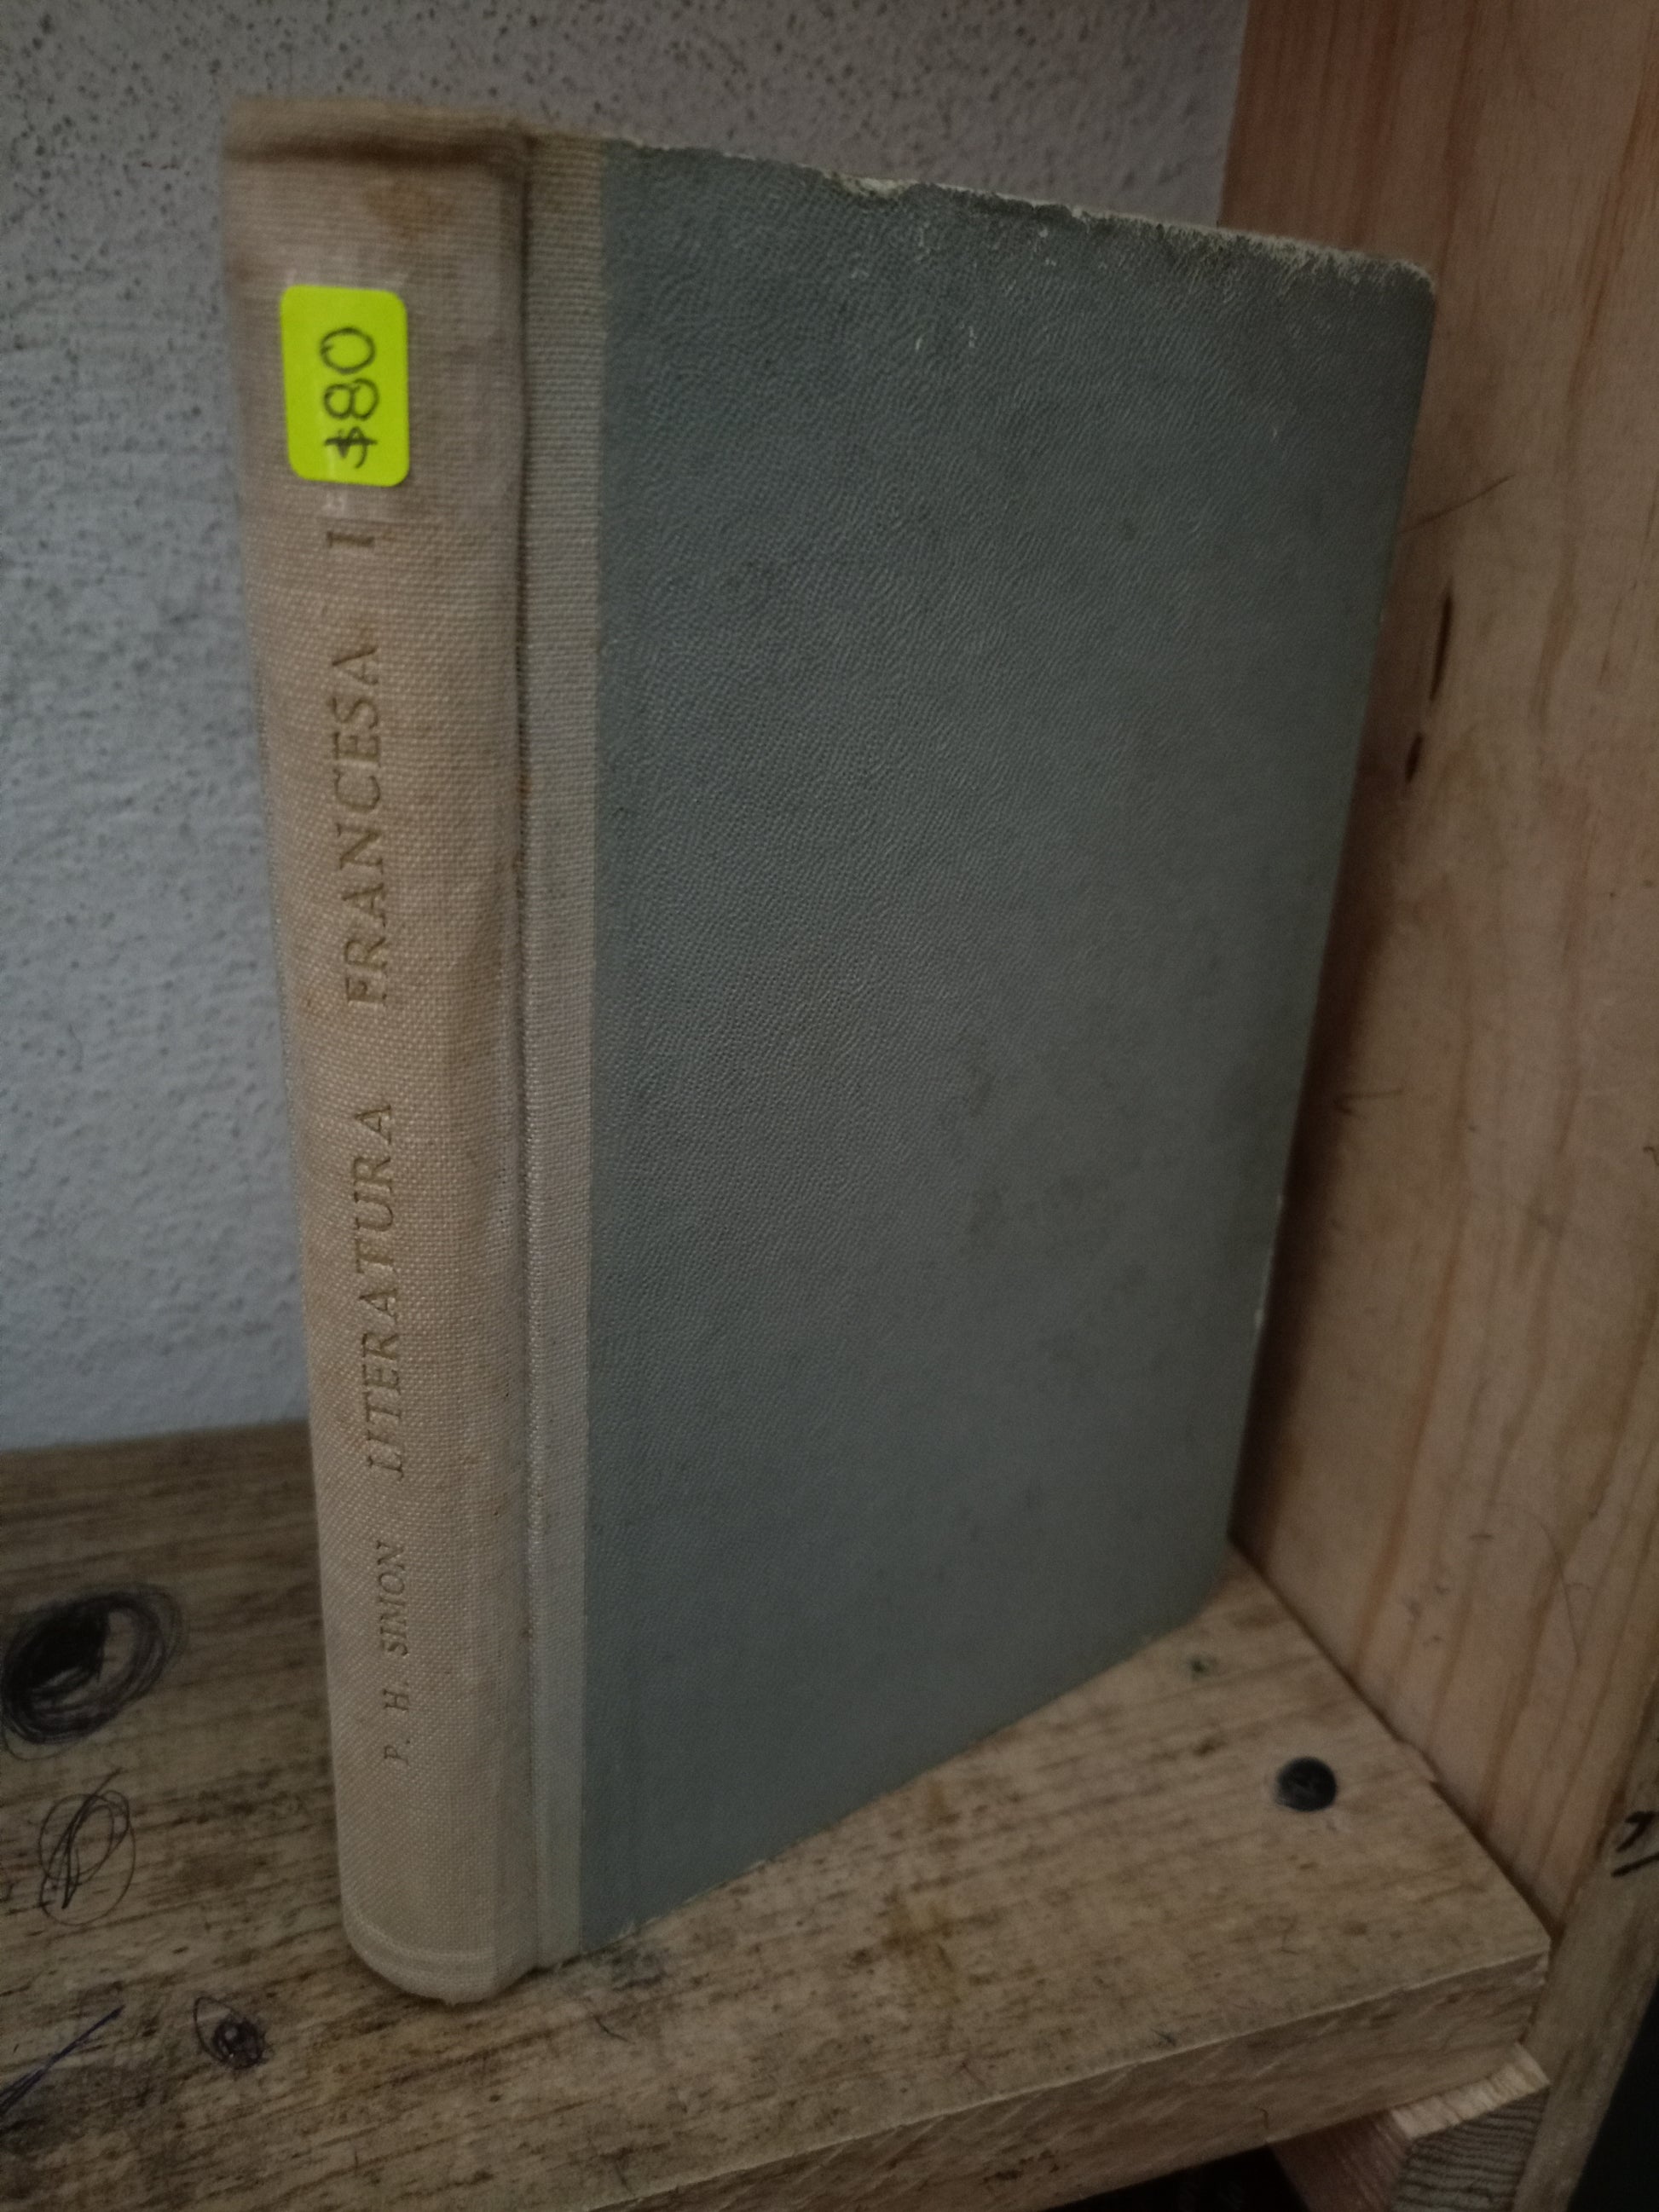 P. H. SIMON LITERATURA FRANCESA I
$80